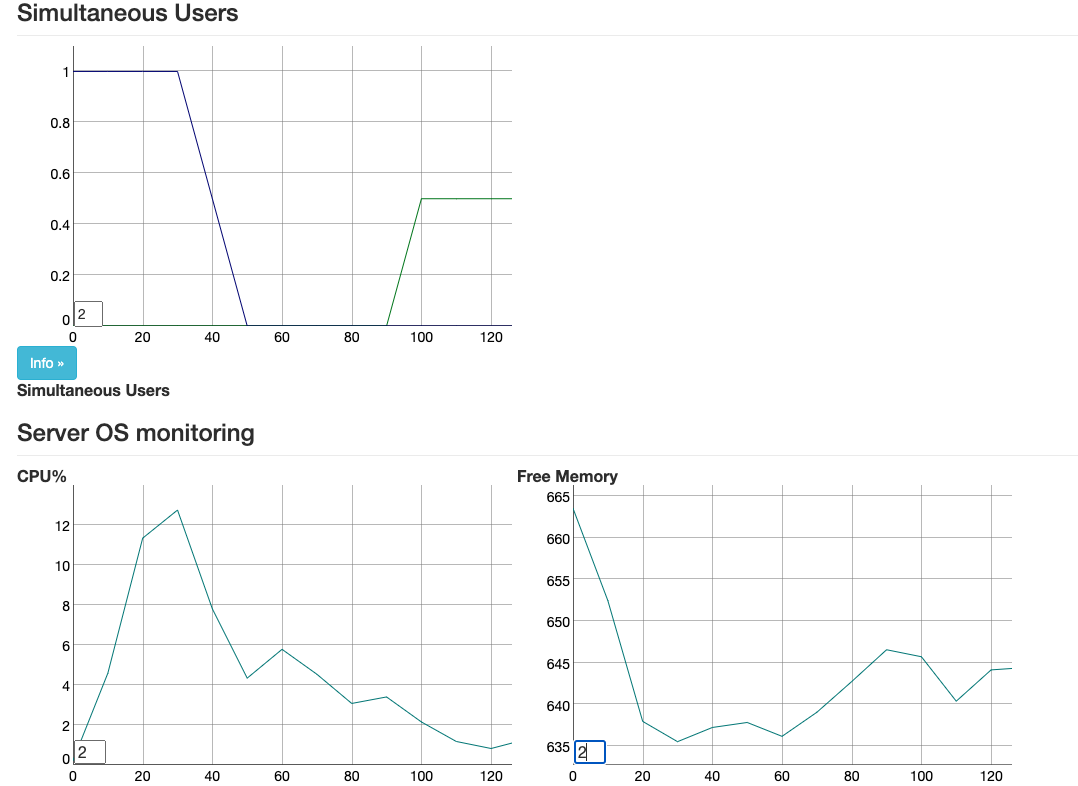 Simultaneous Users
1
0.8
0.6
0.4
0.2
0
2
0 20 40 60 80 100 120
Info »
Simultaneous Users
Server OS monitoring
CPU%
12
10
8
6
4
2
0
2
0 20 40 60 80 100 120
Free Memory
665
660
655
650
645
640
635
2
0 20 40 60 80 100 120